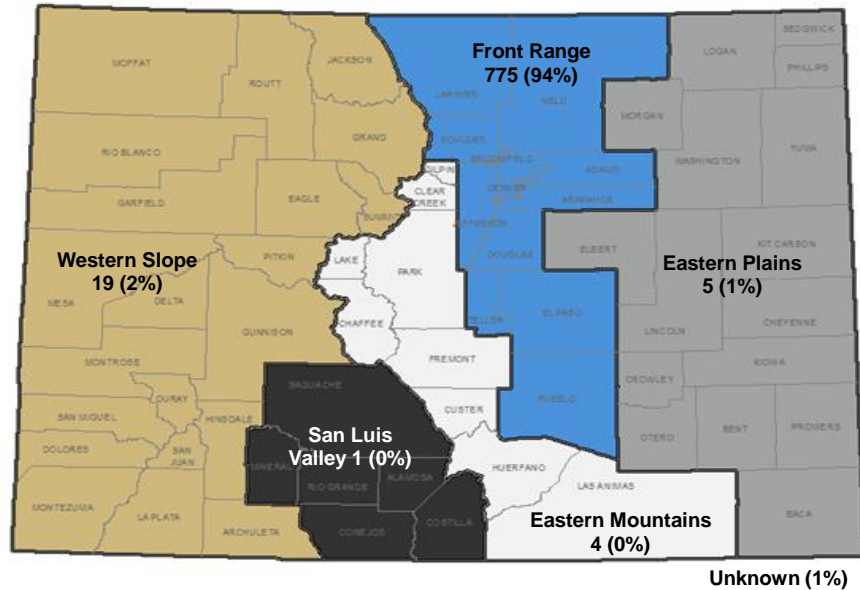 Front Range
775 (94%)
SEDGWICK
LOGAN
PHILLIPS
MOFFAT
JACKSON
ROUTT
LARIMER
WELD
MORGAN
GRAND
BOULDER
RIO BLANCO
BROOMFIELD
WASHINGTON
YUMA
GILPIN
ADAMS
CLEAR
CREEK
DENVER
ARAPAHOE
GARFIELD
EAGLE
SUMMIT
JEFFERSON
DOUGLAS
ELBERT
KIT CARSON
Western Slope
19 (2%)
PITKIN
LAKE
PARK
Eastern Plains
5 (1%)
MESA
DELTA
CHAFFEE
TELLER
EL PASO
LINCOLN
CHEYENNE
GUNNISON
MONTROSE
FREMONT
KIOWA
SAGUACHE
CROWLEY
OURAY
CUSTER
PUEBLO
SAN MIGUEL
HINSDALE
BENT
PROWERS
OTERO
San Luis
Valley 1 (0%)
DOLORES
SAN
JUAN
MINERAL
RIO GRANDE
ALAMOSA
HUERFANO
LAS ANIMAS
MONTEZUMA
LA PLATA
ARCHULETA
CONEJOS
COSTILLA
Eastern Mountains
4 (0%)
BACA
Unknown (1%)